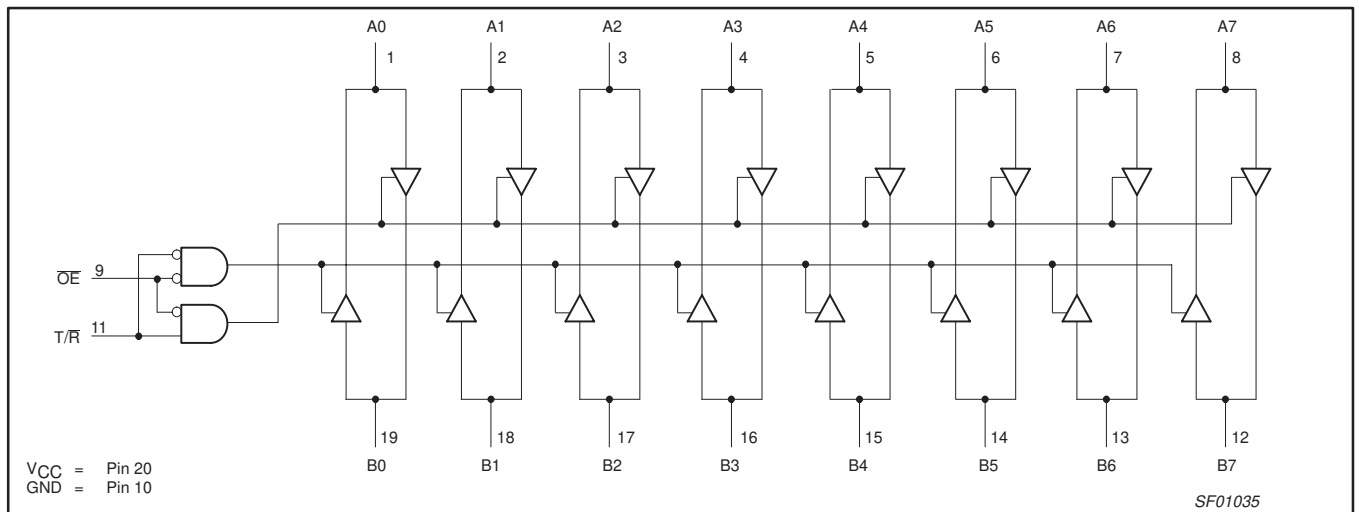 A0 A1 A2 A3 A4 A5 A6 A7
1 2 3 4 5 6 7 8
OE 9
T/R 11
19 18 17 16 15 14 13 12
B0 B1 B2 B3 B4 B5 B6 B7
VCC = Pin 20
GND = Pin 10
SF01035